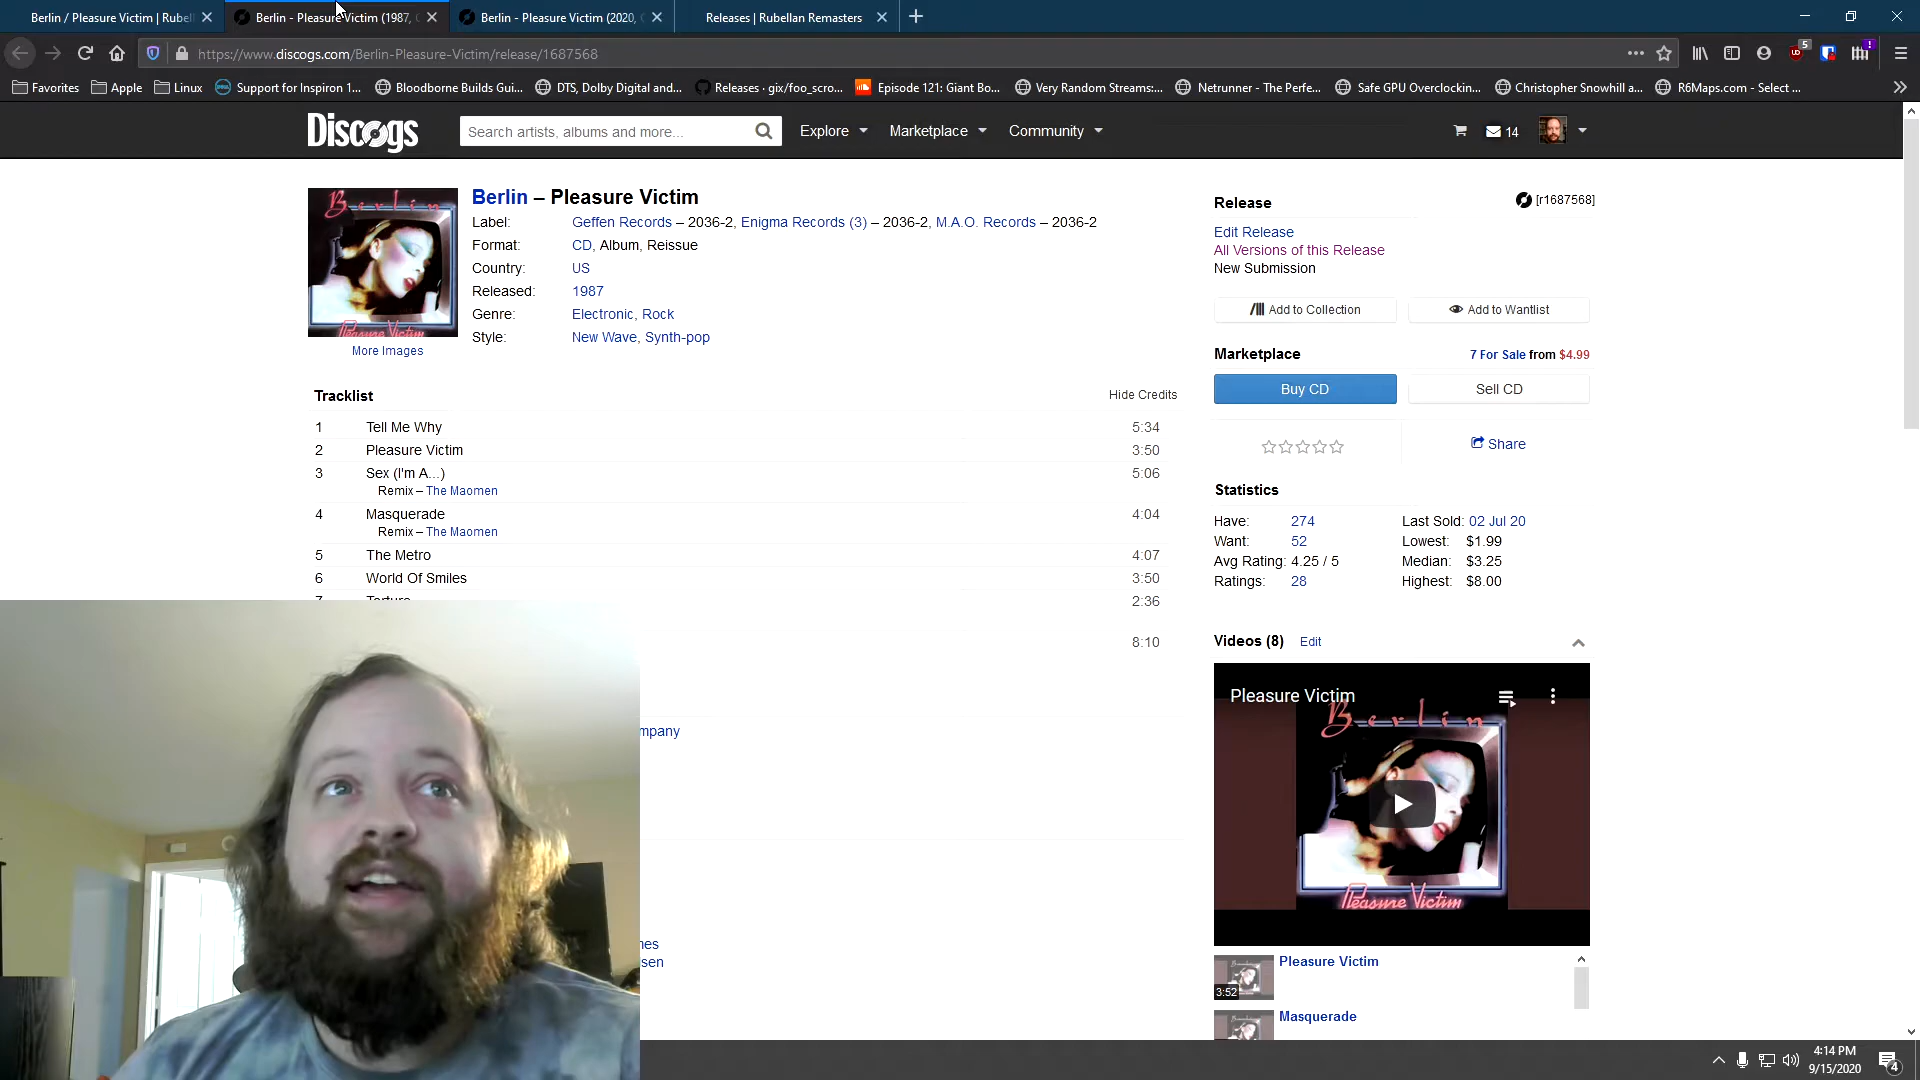 Berlin / Pleasure Victim | Rubel
Berlin - Pleasure Victim (1987,
Berlin - Pleasure Victim (2020,
Releases | Rubellan Remasters
https://www.discogs.com/Berlin-Pleasure-Victim/release/1687568
5
!
Favorites
Apple
Linux
Support for Inspiron 1...
Bloodborne Builds Gui...
DTS, Dolby Digital and...
Releases · gix/foo_scro...
Episode 121: Giant Bo...
Very Random Streams:...
Netrunner - The Perfe...
Safe GPU Overclockin...
Christopher Snowhill a...
R6Maps.com - Select ...
Discogs
Search artists, albums and more...
Explore
Marketplace
Community
14
Berlin
Pleasure Victim
More Images
Berlin – Pleasure Victim
Label: Geffen Records – 2036-2, Enigma Records (3) – 2036-2, M.A.O. Records – 2036-2
Format: CD, Album, Reissue
Country: US
Released: 1987
Genre: Electronic, Rock
Style: New Wave, Synth-pop
Tracklist
Hide Credits
1 Tell Me Why 5:34
2 Pleasure Victim 3:50
3 Sex (I'm A...) 5:06
Remix – The Maomen
4 Masquerade 4:04
Remix – The Maomen
5 The Metro 4:07
6 World Of Smiles 3:50
7 Torture 2:36
8:10
mpany
nes
sen
Release
[r1687568]
Edit Release
All Versions of this Release
New Submission
Add to Collection
Add to Wantlist
Marketplace
7 For Sale from $4.99
Buy CD
Sell CD
Share
Statistics
Have: 274
Want: 52
Avg Rating: 4.25 / 5
Ratings: 28
Last Sold: 02 Jul 20
Lowest: $1.99
Median: $3.25
Highest: $8.00
Videos (8) Edit
Pleasure Victim
Berlin
Pleasure Victim
Pleasure Victim
3:52
Masquerade
4:14 PM
9/15/2020
4